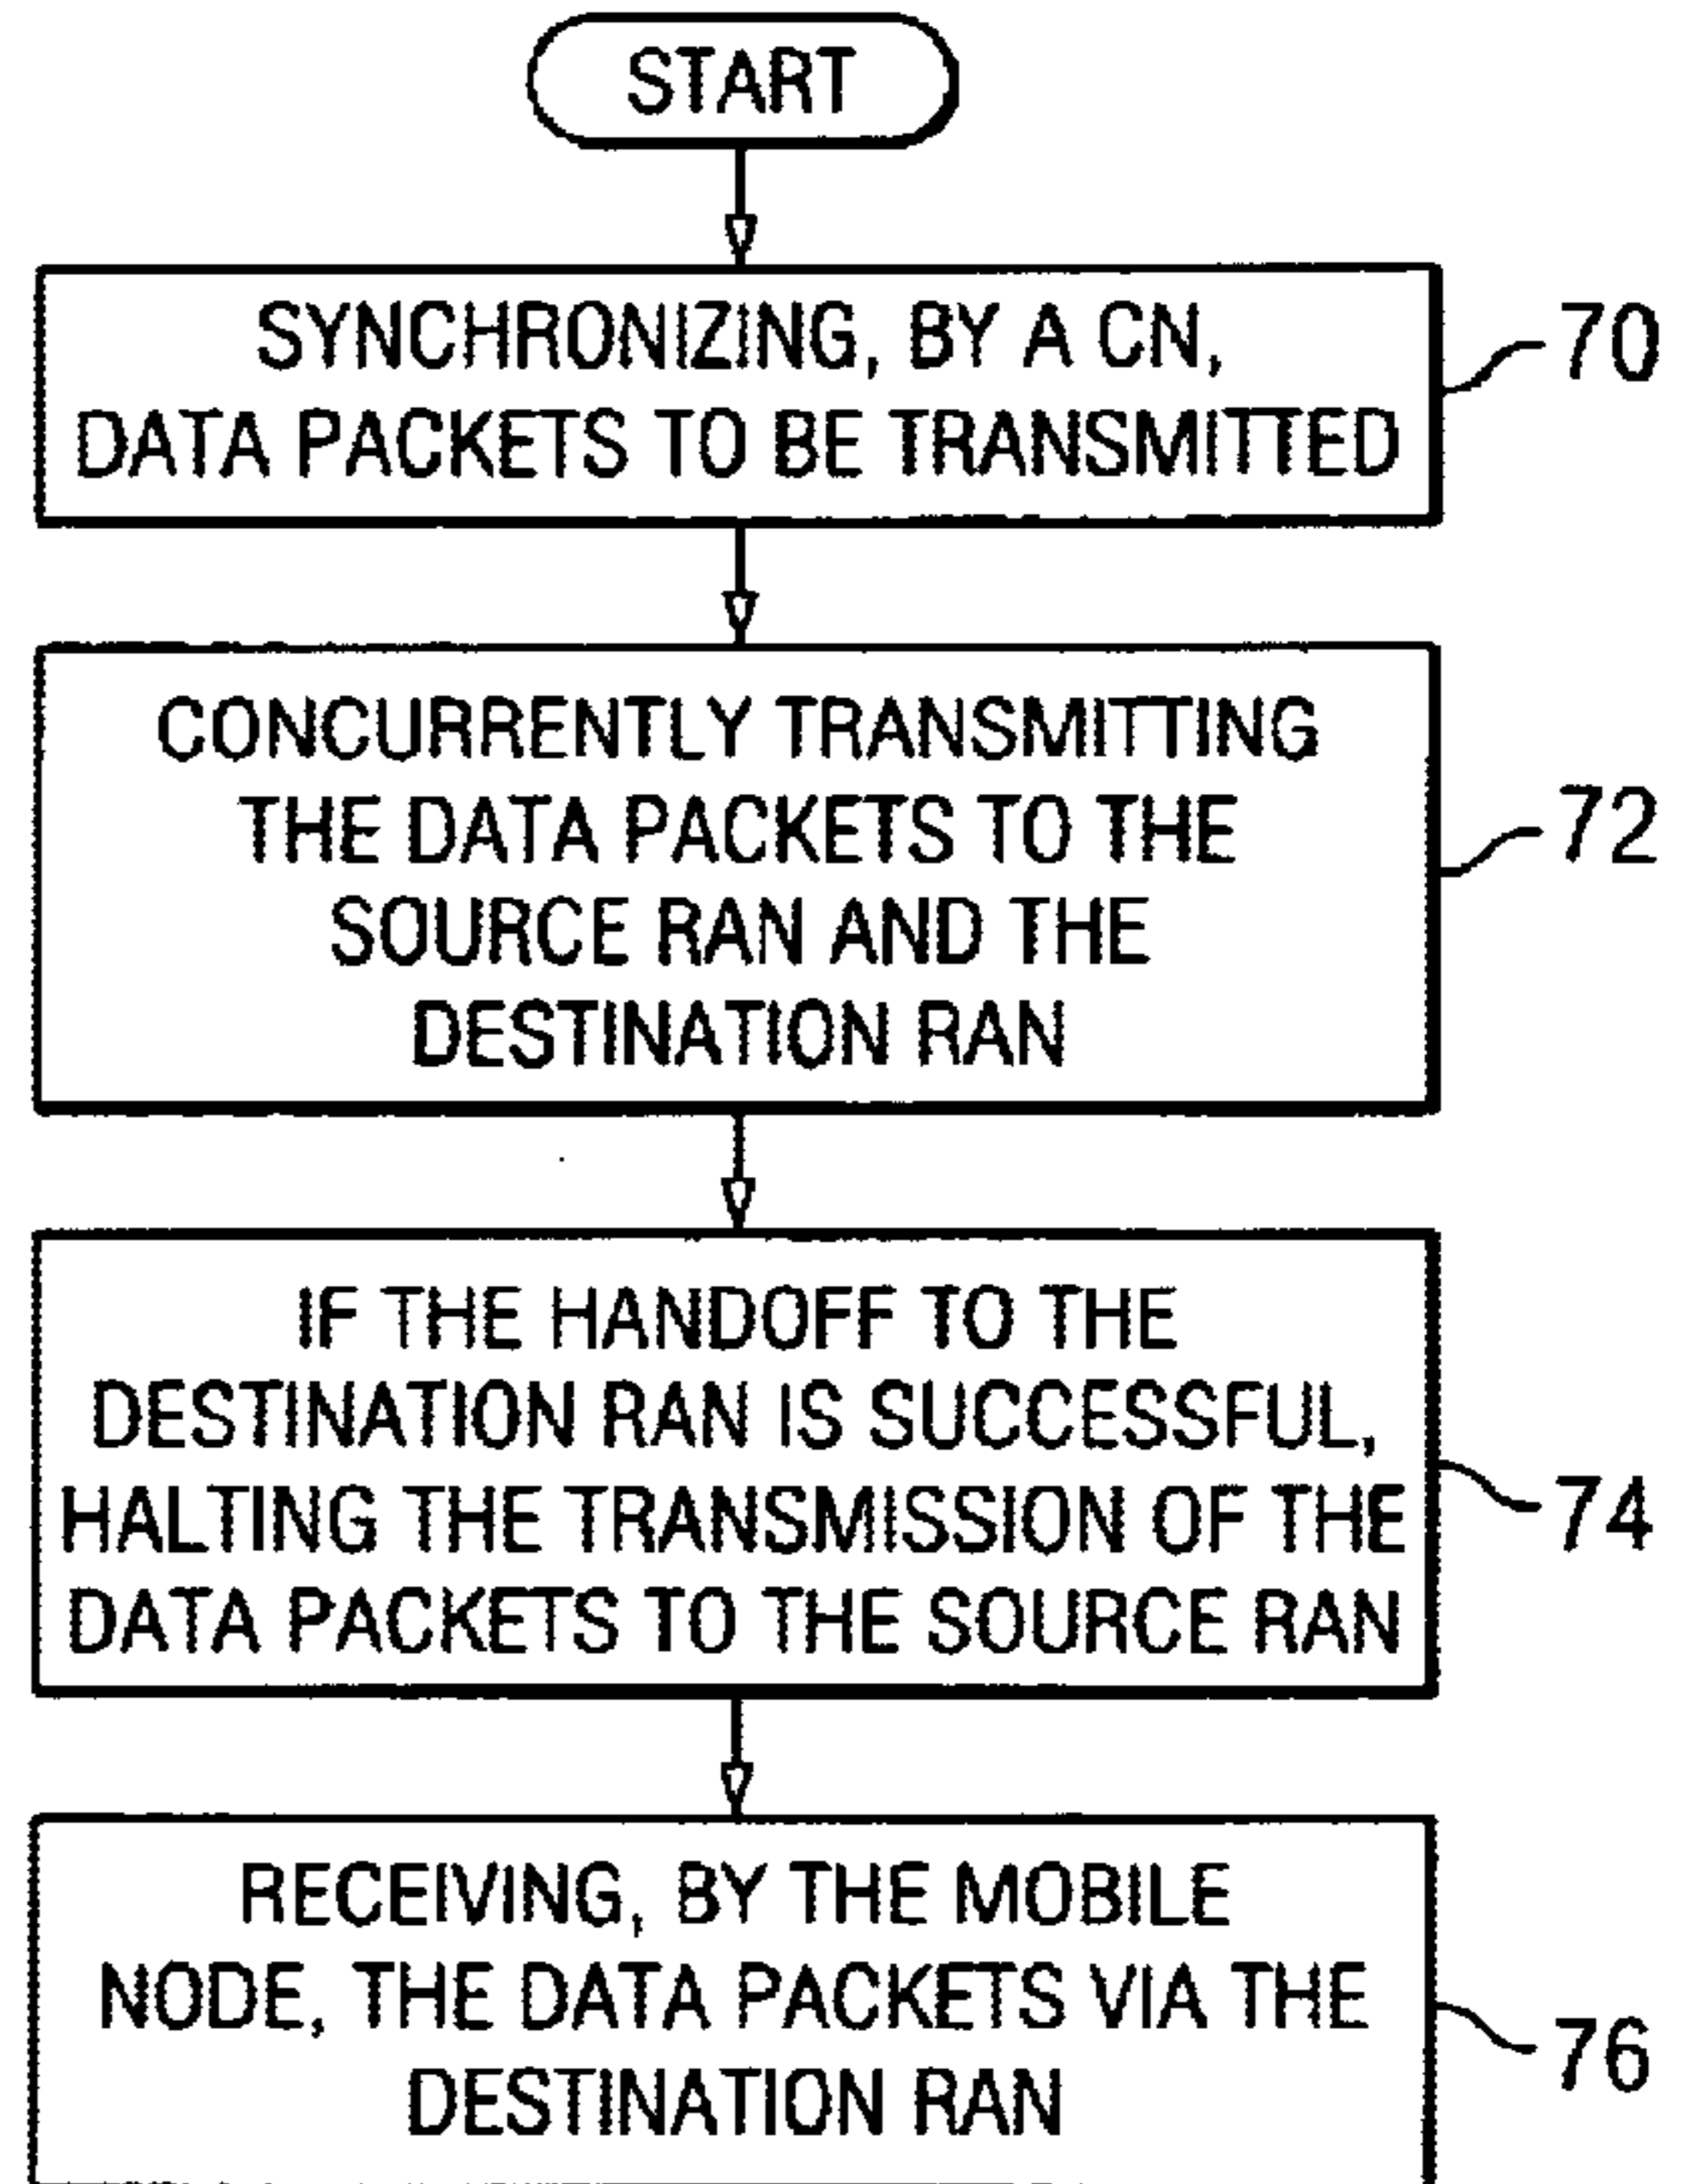 START
SYNCHRONIZING, BY A CN,
DATA PACKETS TO BE TRANSMITTED
70
CONCURRENTLY TRANSMITTING
THE DATA PACKETS TO THE
SOURCE RAN AND THE
DESTINATION RAN
72
IF THE HANDOFF TO THE
DESTINATION RAN IS SUCCESSFUL,
HALTING THE TRANSMISSION OF THE
DATA PACKETS TO THE SOURCE RAN
74
RECEIVING, BY THE MOBILE
NODE, THE DATA PACKETS VIA THE
DESTINATION RAN
76